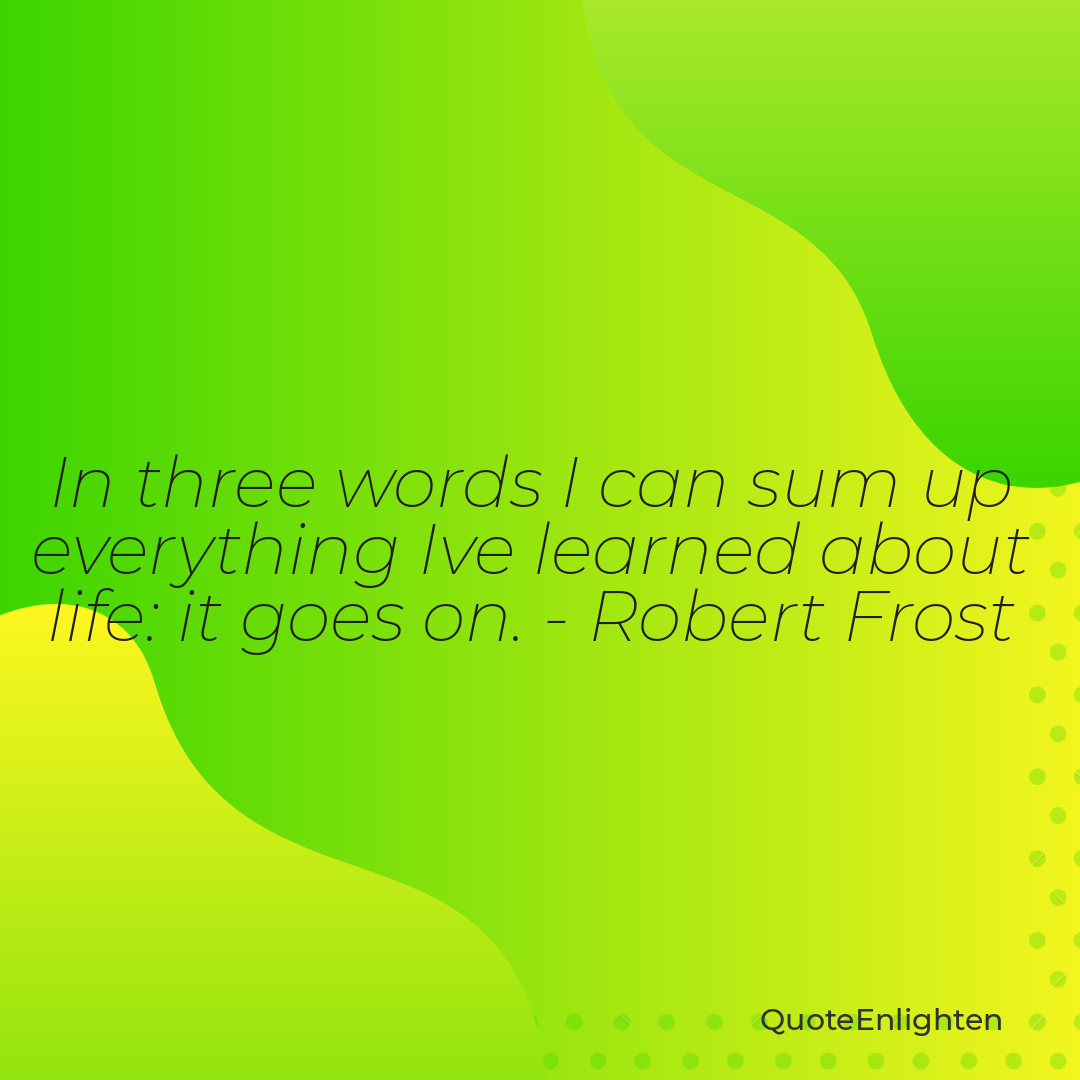 In three words I can sum up
everything Ive learned about
life: it goes on. - Robert Frost
QuoteEnlighten